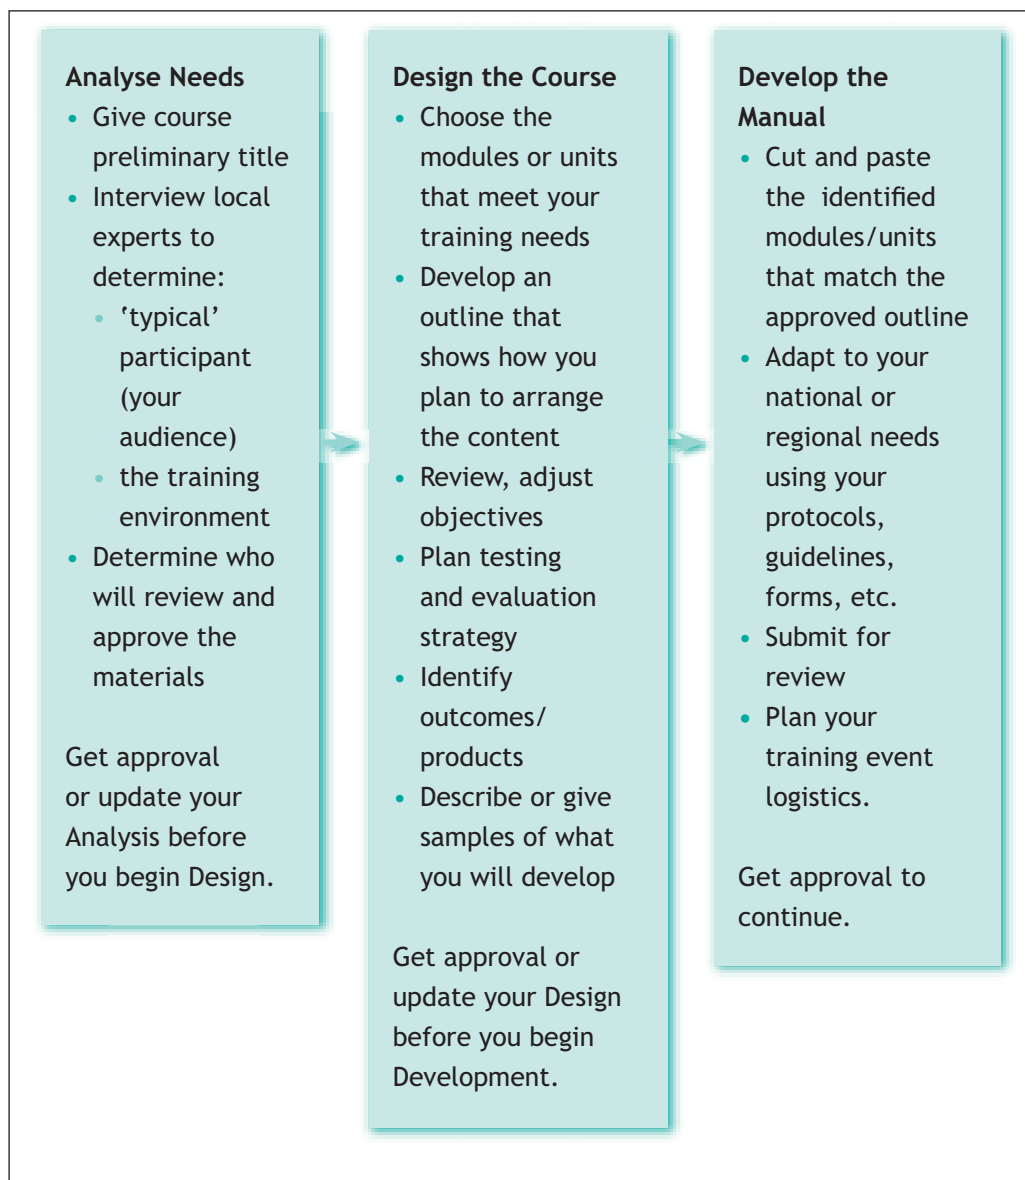 Analyse Needs
• Give course
preliminary title
• Interview local
experts to
determine:
• ‘typical’
participant
(your
audience)
• the training
environment
• Determine who
will review and
approve the
materials
Get approval
or update your
Analysis before
you begin Design.
Design the Course
• Choose the
modules or units
that meet your
training needs
• Develop an
outline that
shows how you
plan to arrange
the content
• Review, adjust
objectives
• Plan testing
and evaluation
strategy
• Identify
outcomes/
products
• Describe or give
samples of what
you will develop
Get approval or
update your Design
before you begin
Development.
Develop the
Manual
• Cut and paste
the identified
modules/units
that match the
approved outline
• Adapt to your
national or
regional needs
using your
protocols,
guidelines,
forms, etc.
• Submit for
review
• Plan your
training event
logistics.
Get approval to
continue.